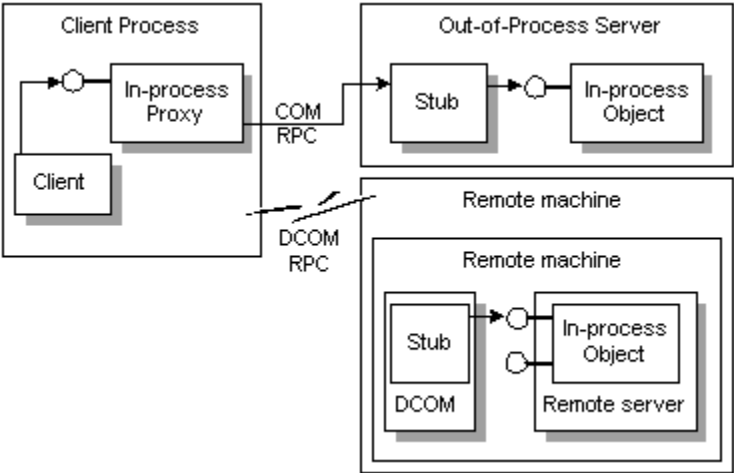 Client Process
In-process
Proxy
Client
COM
RPC
Out-of-Process Server
Stub
In-process
Object
DCOM
RPC
Remote machine
Remote machine
Stub
DCOM
In-process
Object
Remote server